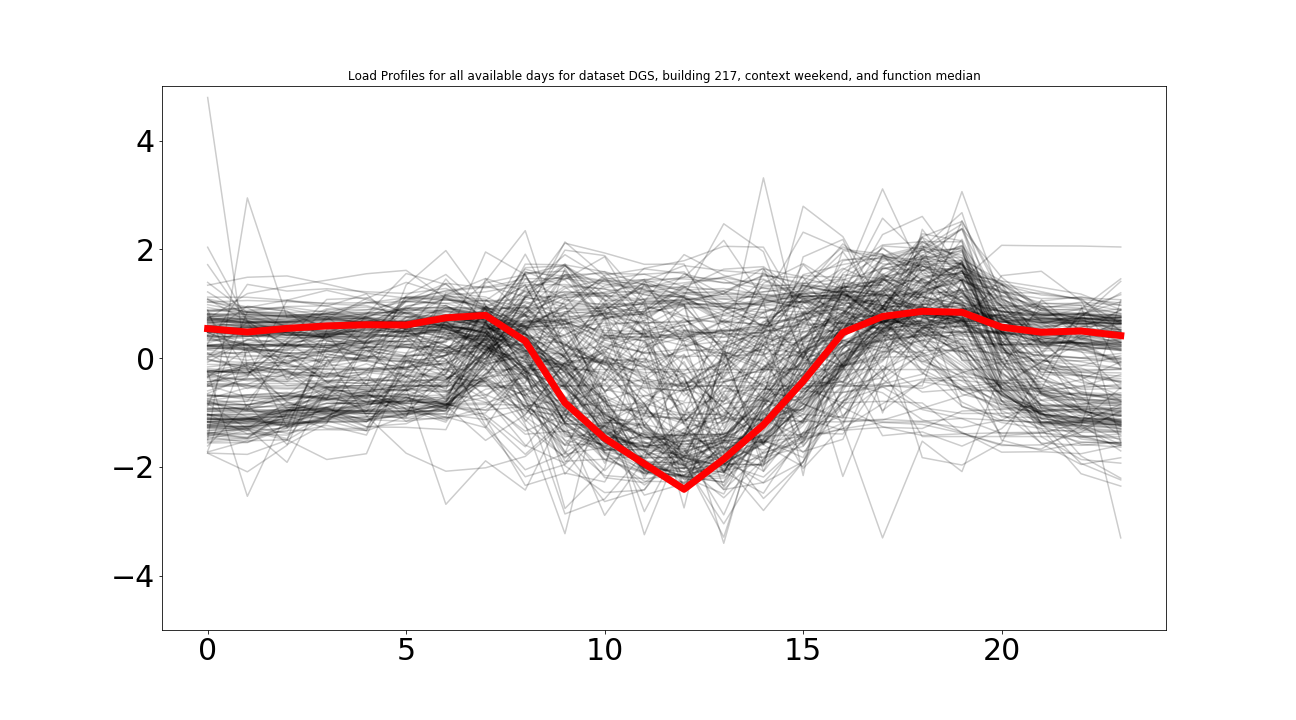 Load Profiles for all available days for dataset DGS, building 217, context weekend, and function median
4
2
0
−2
−4
0 5 10 15 20